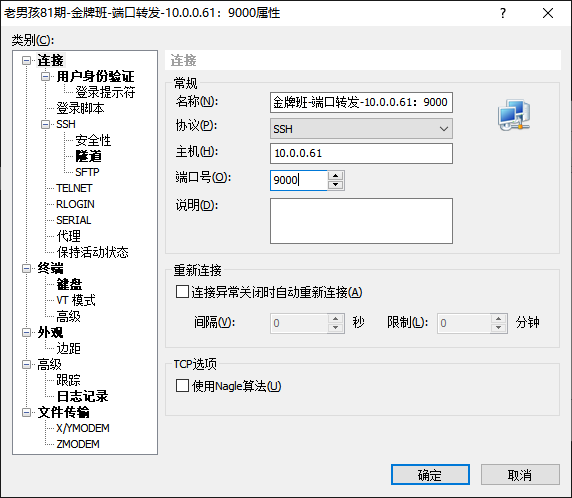 老男孩81期-金牌班-端口转发-10.0.0.61：9000属性
类别(C):
连接
用户身份验证
登录提示符
登录脚本
SSH
安全性
隧道
SFTP
TELNET
RLOGIN
SERIAL
代理
保持活动状态
终端
键盘
VT 模式
高级
外观
边距
高级
跟踪
日志记录
文件传输
X/YMODEM
ZMODEM
连接
常规
名称(N):
金牌班-端口转发-10.0.0.61：9000
协议(P):
SSH
主机(H):
10.0.0.61
端口号(O):
9000
说明(D):
重新连接
连接异常关闭时自动重新连接(A)
间隔(V): 0 秒 限制(L): 0 分钟
TCP选项
使用Nagle算法(U)
确定 取消